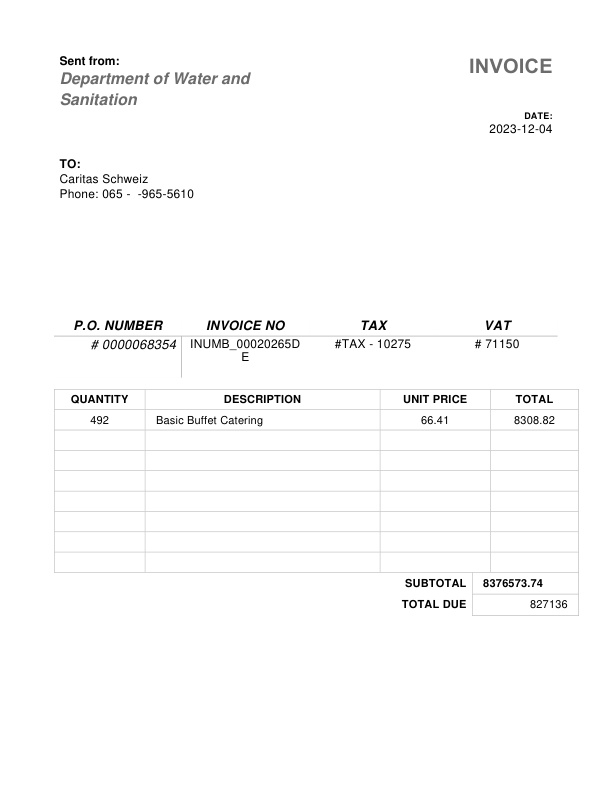 Sent from:
Department of Water and
Sanitation
INVOICE
DATE:
2023-12-04
TO:
Caritas Schweiz
Phone: 065 -  -965-5610
P.O. NUMBER INVOICE NO TAX VAT
# 0000068354 INUMB_00020265D #TAX - 10275 # 71150
E
QUANTITY DESCRIPTION UNIT PRICE TOTAL
492 Basic Buffet Catering 66.41 8308.82
SUBTOTAL 8376573.74
TOTAL DUE 827136